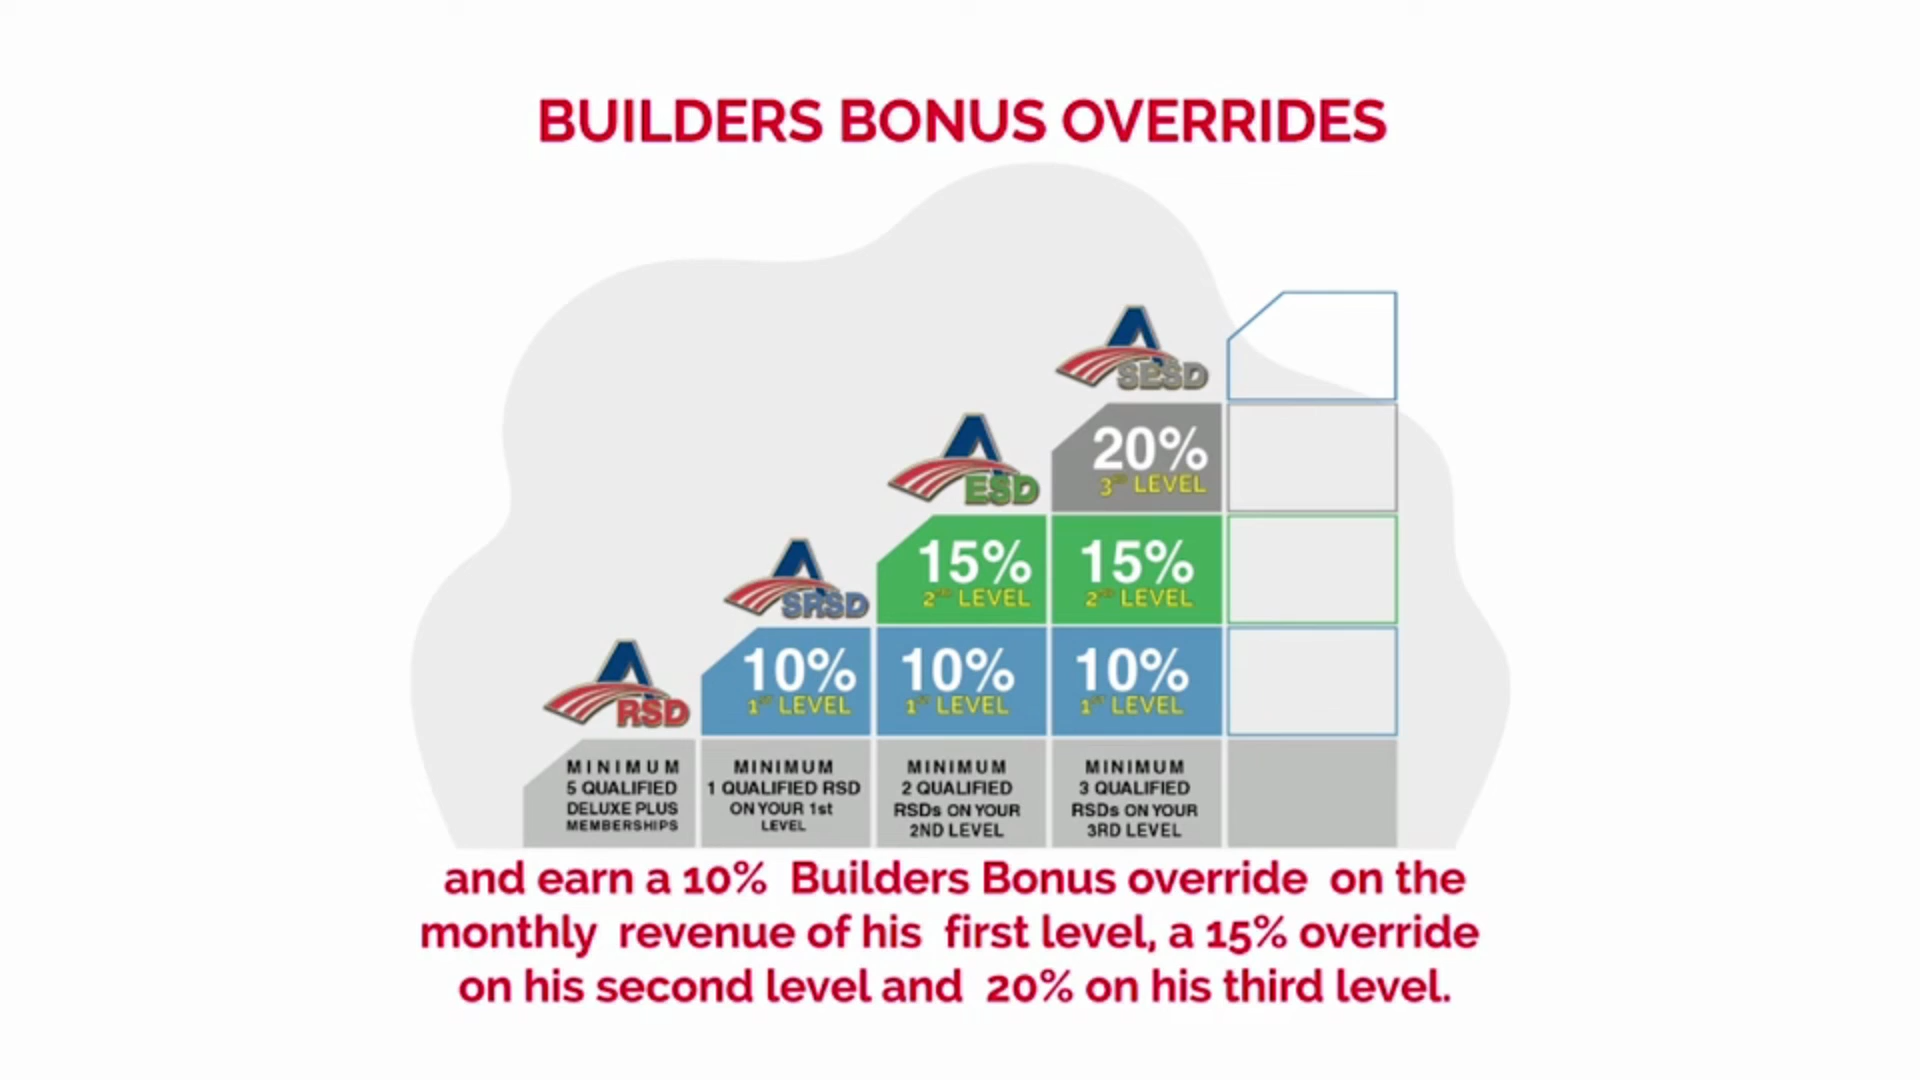 BUILDERS BONUS OVERRIDES
SESD
20%
3RD LEVEL
ESD
15%
2ND LEVEL
15%
2ND LEVEL
SRSD
10%
1ST LEVEL
10%
1ST LEVEL
10%
1ST LEVEL
RSD
MINIMUM
5 QUALIFIED
DELUXE PLUS
MEMBERSHIPS
MINIMUM
1 QUALIFIED RSD
ON YOUR 1st
LEVEL
MINIMUM
2 QUALIFIED
RSDs ON YOUR
2ND LEVEL
MINIMUM
3 QUALIFIED
RSDs ON YOUR
3RD LEVEL
and earn a 10% Builders Bonus override on the
monthly revenue of his first level, a 15% override
on his second level and 20% on his third level.